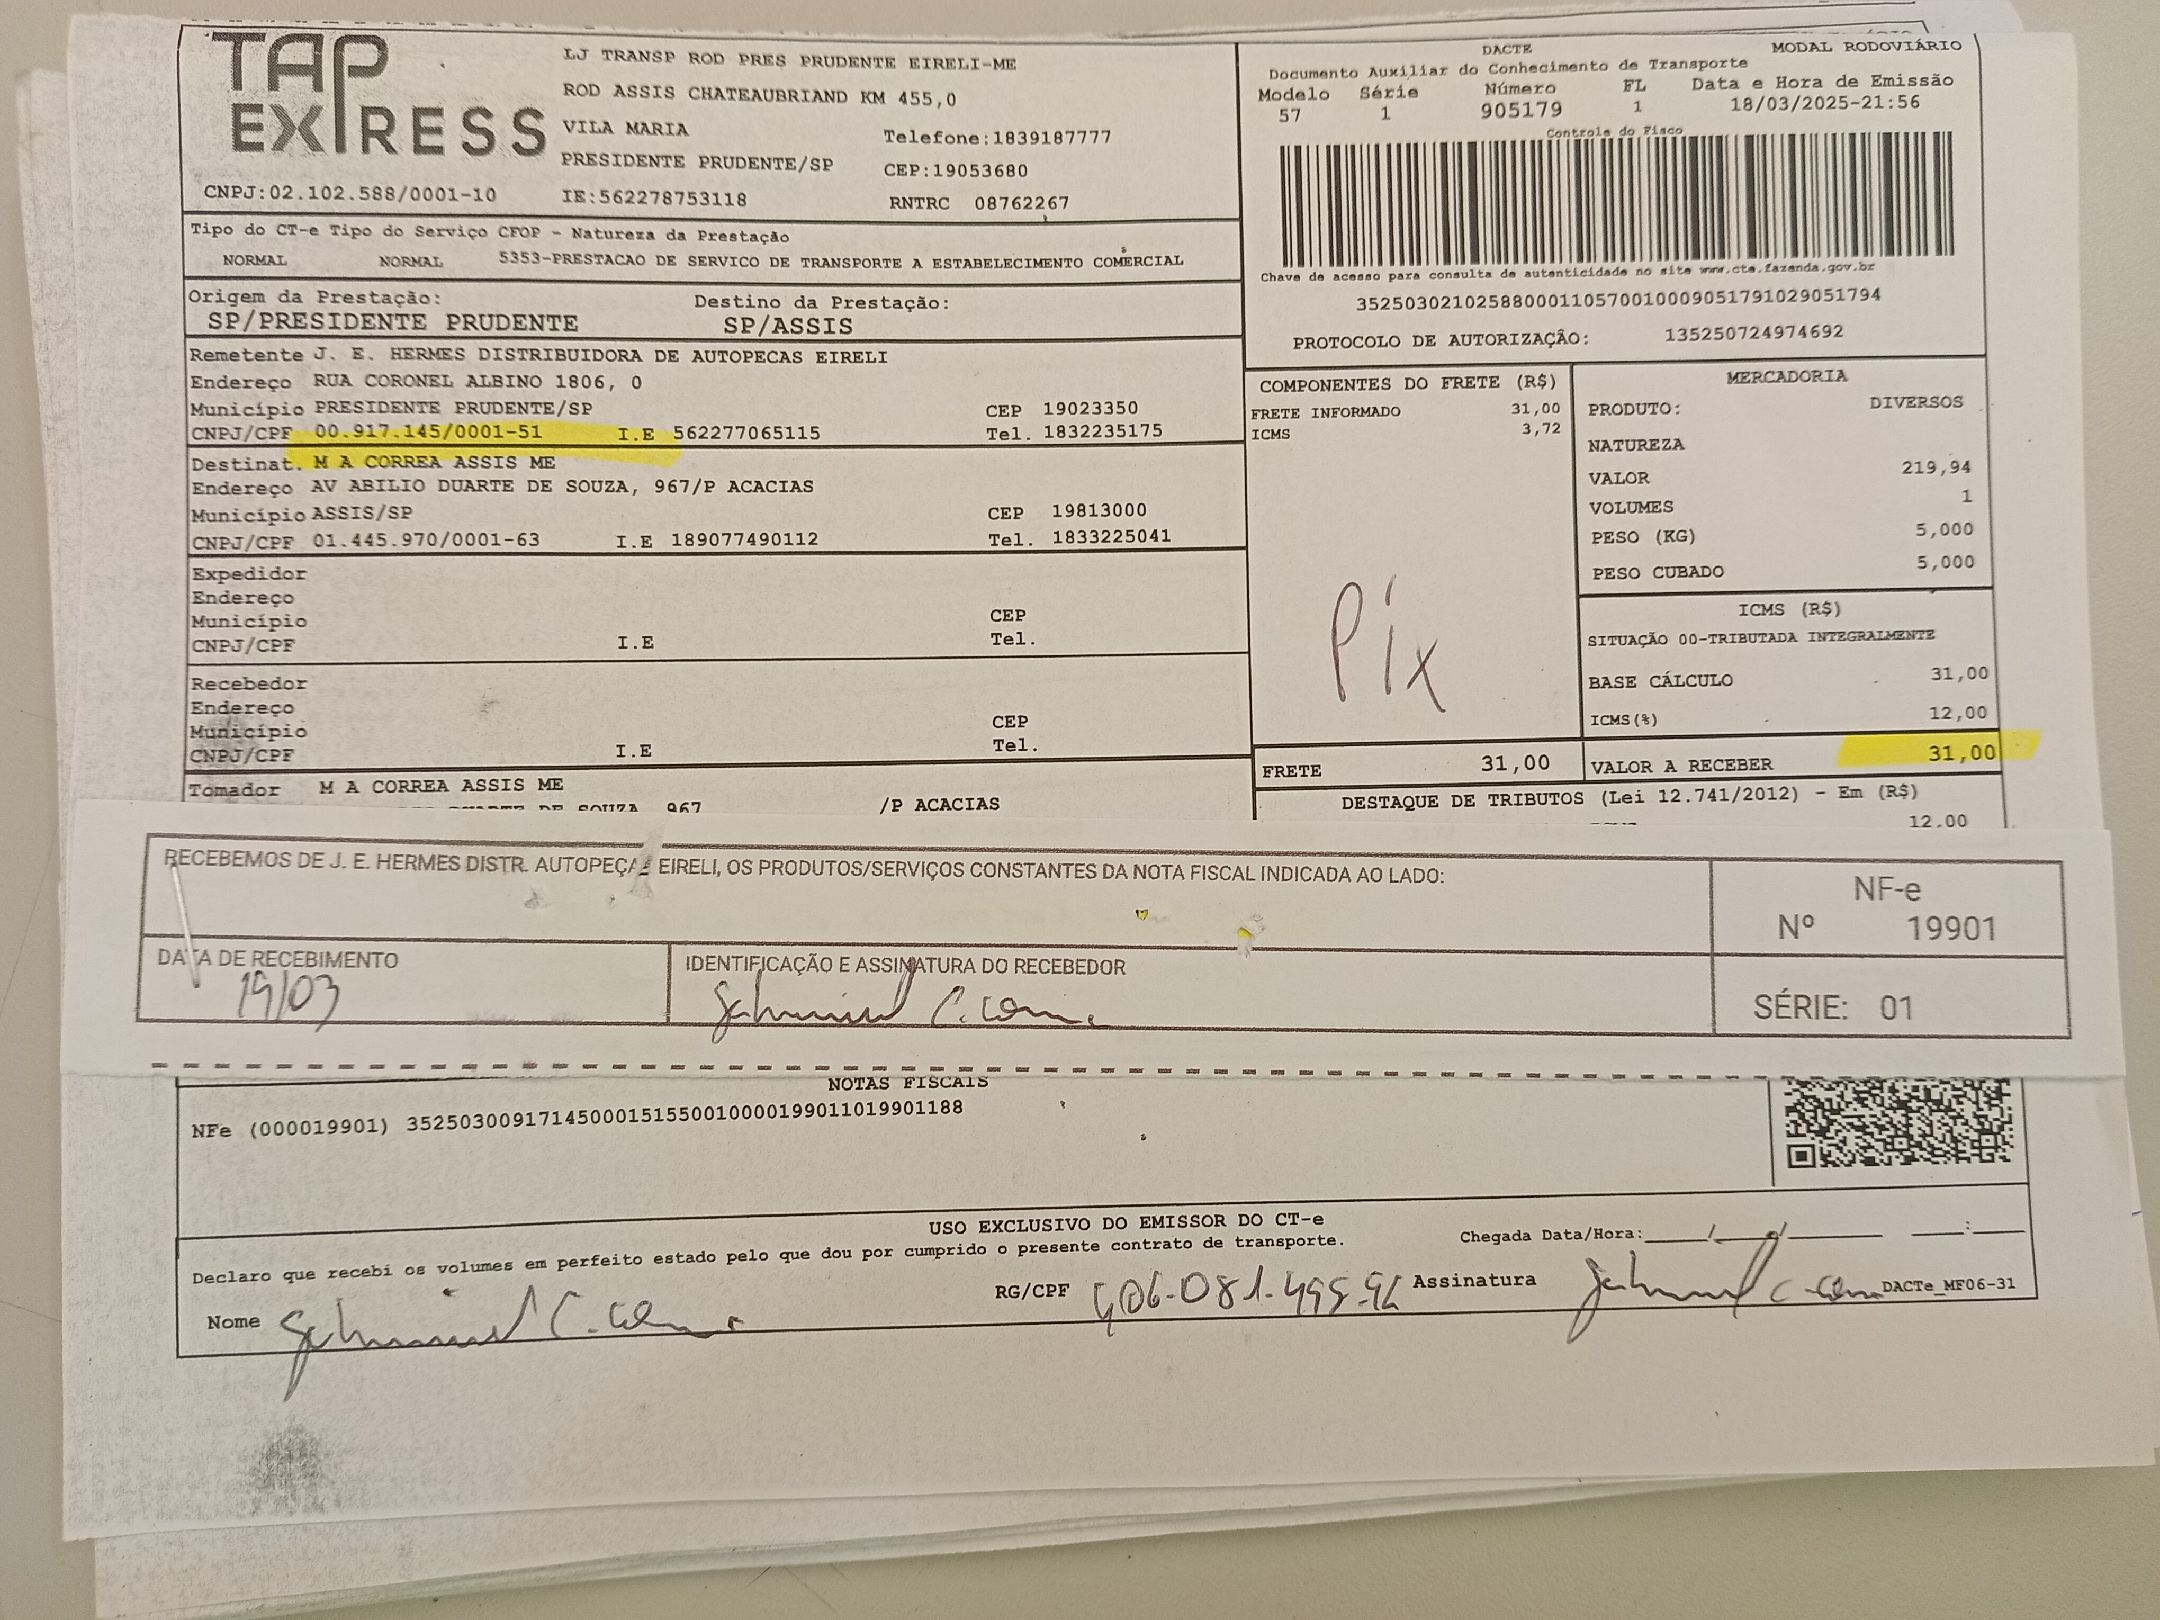 TAP EXPRESS
LJ TRANSP ROD PRES PRUDENTE EIRELI-ME
ROD ASSIS CHATEAUBRIAND KM 455,0
VILA MARIA Telefone:1839187777
PRESIDENTE PRUDENTE/SP CEP:19053680
CNPJ:02.102.588/0001-10 IE:562278753118 RNTRC 08762267
DACTE MODAL RODOVIÁRIO
Documento Auxiliar do Conhecimento de Transporte
Modelo Série Número FL Data e Hora de Emissão
57 1 905179 1 18/03/2025-21:56
Controle do Fisco
Chave de acesso para consulta de autenticidade no site www.cte.fazenda.gov.br
35250302102588000110570010009051791029051794
PROTOCOLO DE AUTORIZAÇÃO: 135250724974692
Tipo do CT-e Tipo do Serviço CFOP - Natureza da Prestação
NORMAL NORMAL 5353-PRESTACAO DE SERVICO DE TRANSPORTE A ESTABELECIMENTO COMERCIAL
Origem da Prestação: Destino da Prestação:
SP/PRESIDENTE PRUDENTE SP/ASSIS
Remetente J. E. HERMES DISTRIBUIDORA DE AUTOPECAS EIRELI
Endereço RUA CORONEL ALBINO 1806, 0
Município PRESIDENTE PRUDENTE/SP CEP 19023350
CNPJ/CPF 00.917.145/0001-51 I.E 562277065115 Tel. 1832235175
Destinat. M A CORREA ASSIS ME
Endereço AV ABILIO DUARTE DE SOUZA, 967/P ACACIAS
Município ASSIS/SP CEP 19813000
CNPJ/CPF 01.445.970/0001-63 I.E 189077490112 Tel. 1833225041
Expedidor
Endereço
Município CEP
CNPJ/CPF I.E Tel.
Recebedor
Endereço
Município CEP
CNPJ/CPF I.E Tel.
Tomador M A CORREA ASSIS ME
DE SOUZA 967 /P ACACIAS
COMPONENTES DO FRETE (R$)
FRETE INFORMADO 31,00
ICMS 3,72
Pix
FRETE 31,00
MERCADORIA
PRODUTO: DIVERSOS
NATUREZA
VALOR 219,94
VOLUMES 1
PESO (KG) 5,000
PESO CUBADO 5,000
ICMS (R$)
SITUAÇÃO 00-TRIBUTADA INTEGRALMENTE
BASE CÁLCULO 31,00
ICMS(%) 12,00
VALOR A RECEBER 31,00
DESTAQUE DE TRIBUTOS (Lei 12.741/2012) - Em (R$)
12.00
RECEBEMOS DE J. E. HERMES DISTR. AUTOPEÇAS EIRELI, OS PRODUTOS/SERVIÇOS CONSTANTES DA NOTA FISCAL INDICADA AO LADO:
NF-e
Nº 19901
SÉRIE: 01
DATA DE RECEBIMENTO IDENTIFICAÇÃO E ASSINATURA DO RECEBEDOR
19/03
NOTAS FISCAIS
NFe (000019901) 35250300917145000151550010000199011019901188
USO EXCLUSIVO DO EMISSOR DO CT-e
Declaro que recebi os volumes em perfeito estado pelo que dou por cumprido o presente contrato de transporte.
Chegada Data/Hora:
Nome
RG/CPF
Assinatura
DACTe_MF06-31